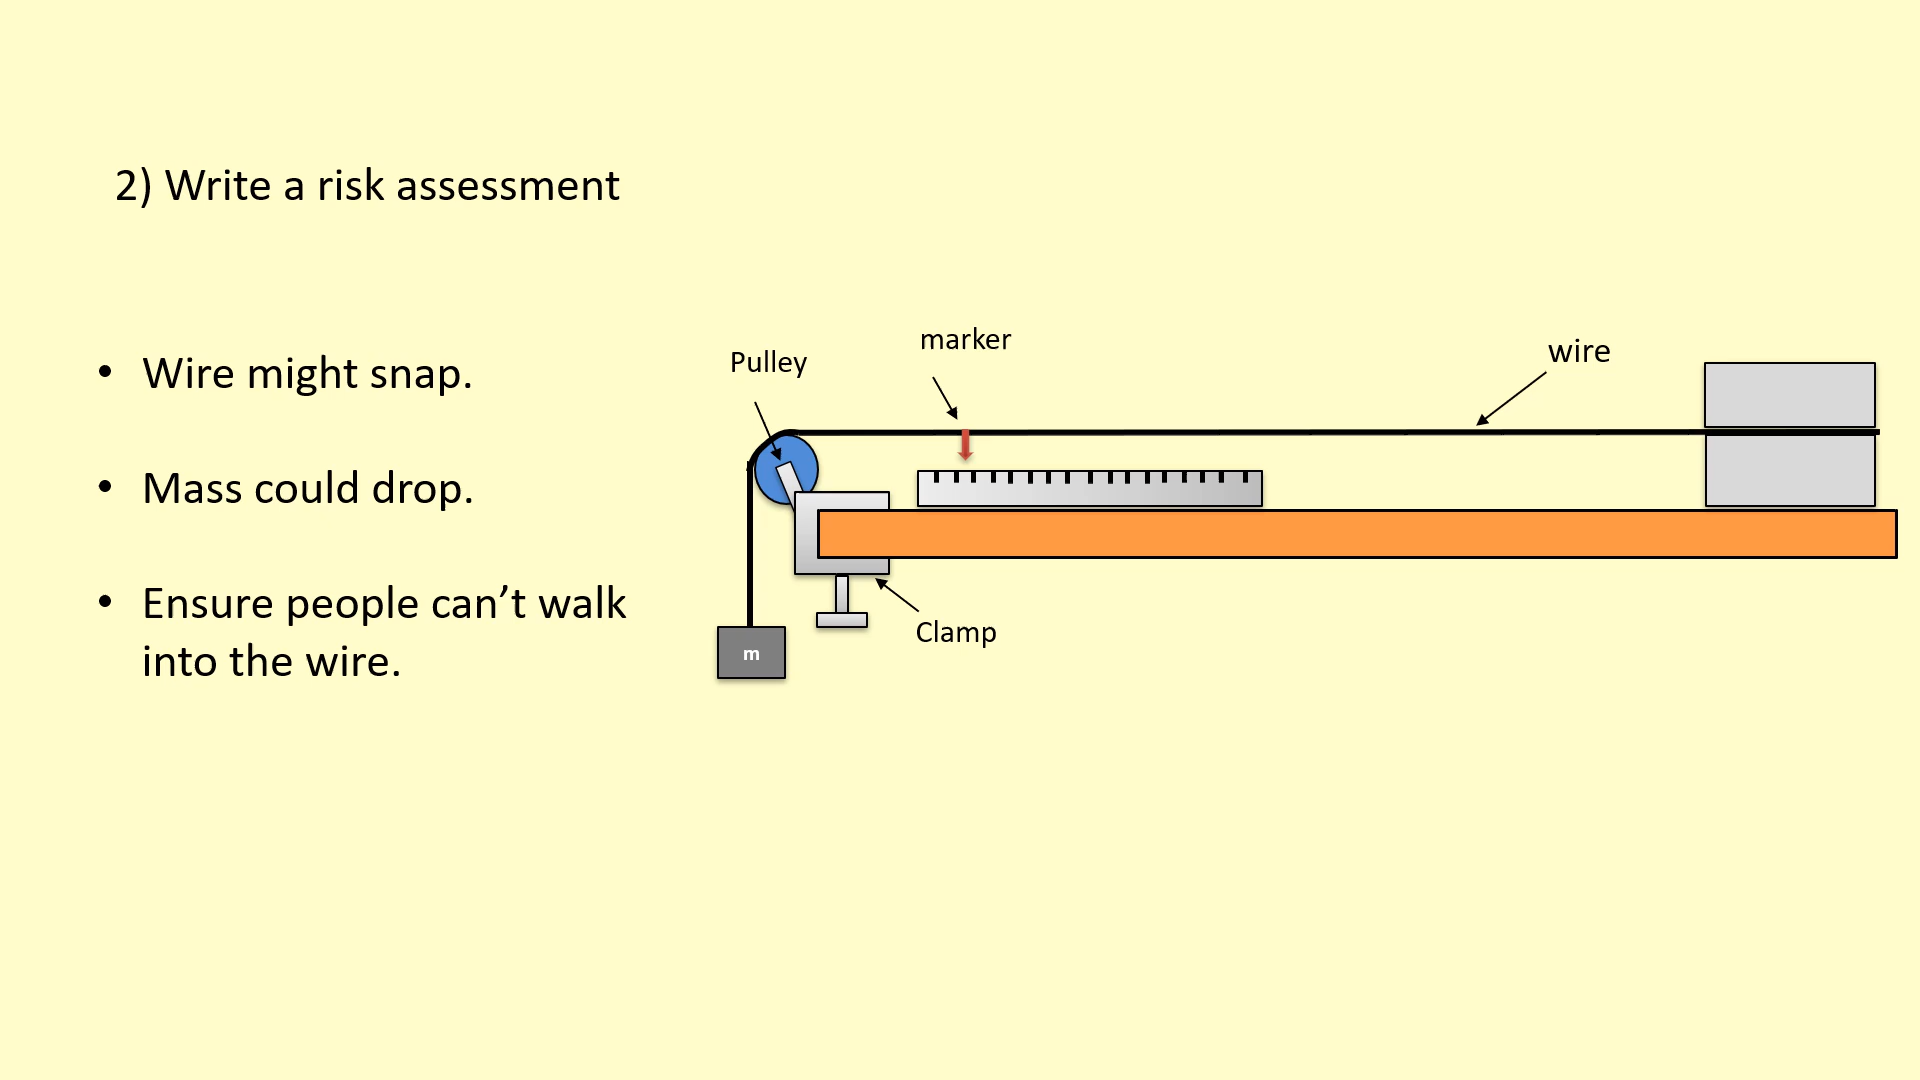 2) Write a risk assessment
• Wire might snap.
• Mass could drop.
• Ensure people can’t walk
into the wire.
marker
Pulley
wire
Clamp
m